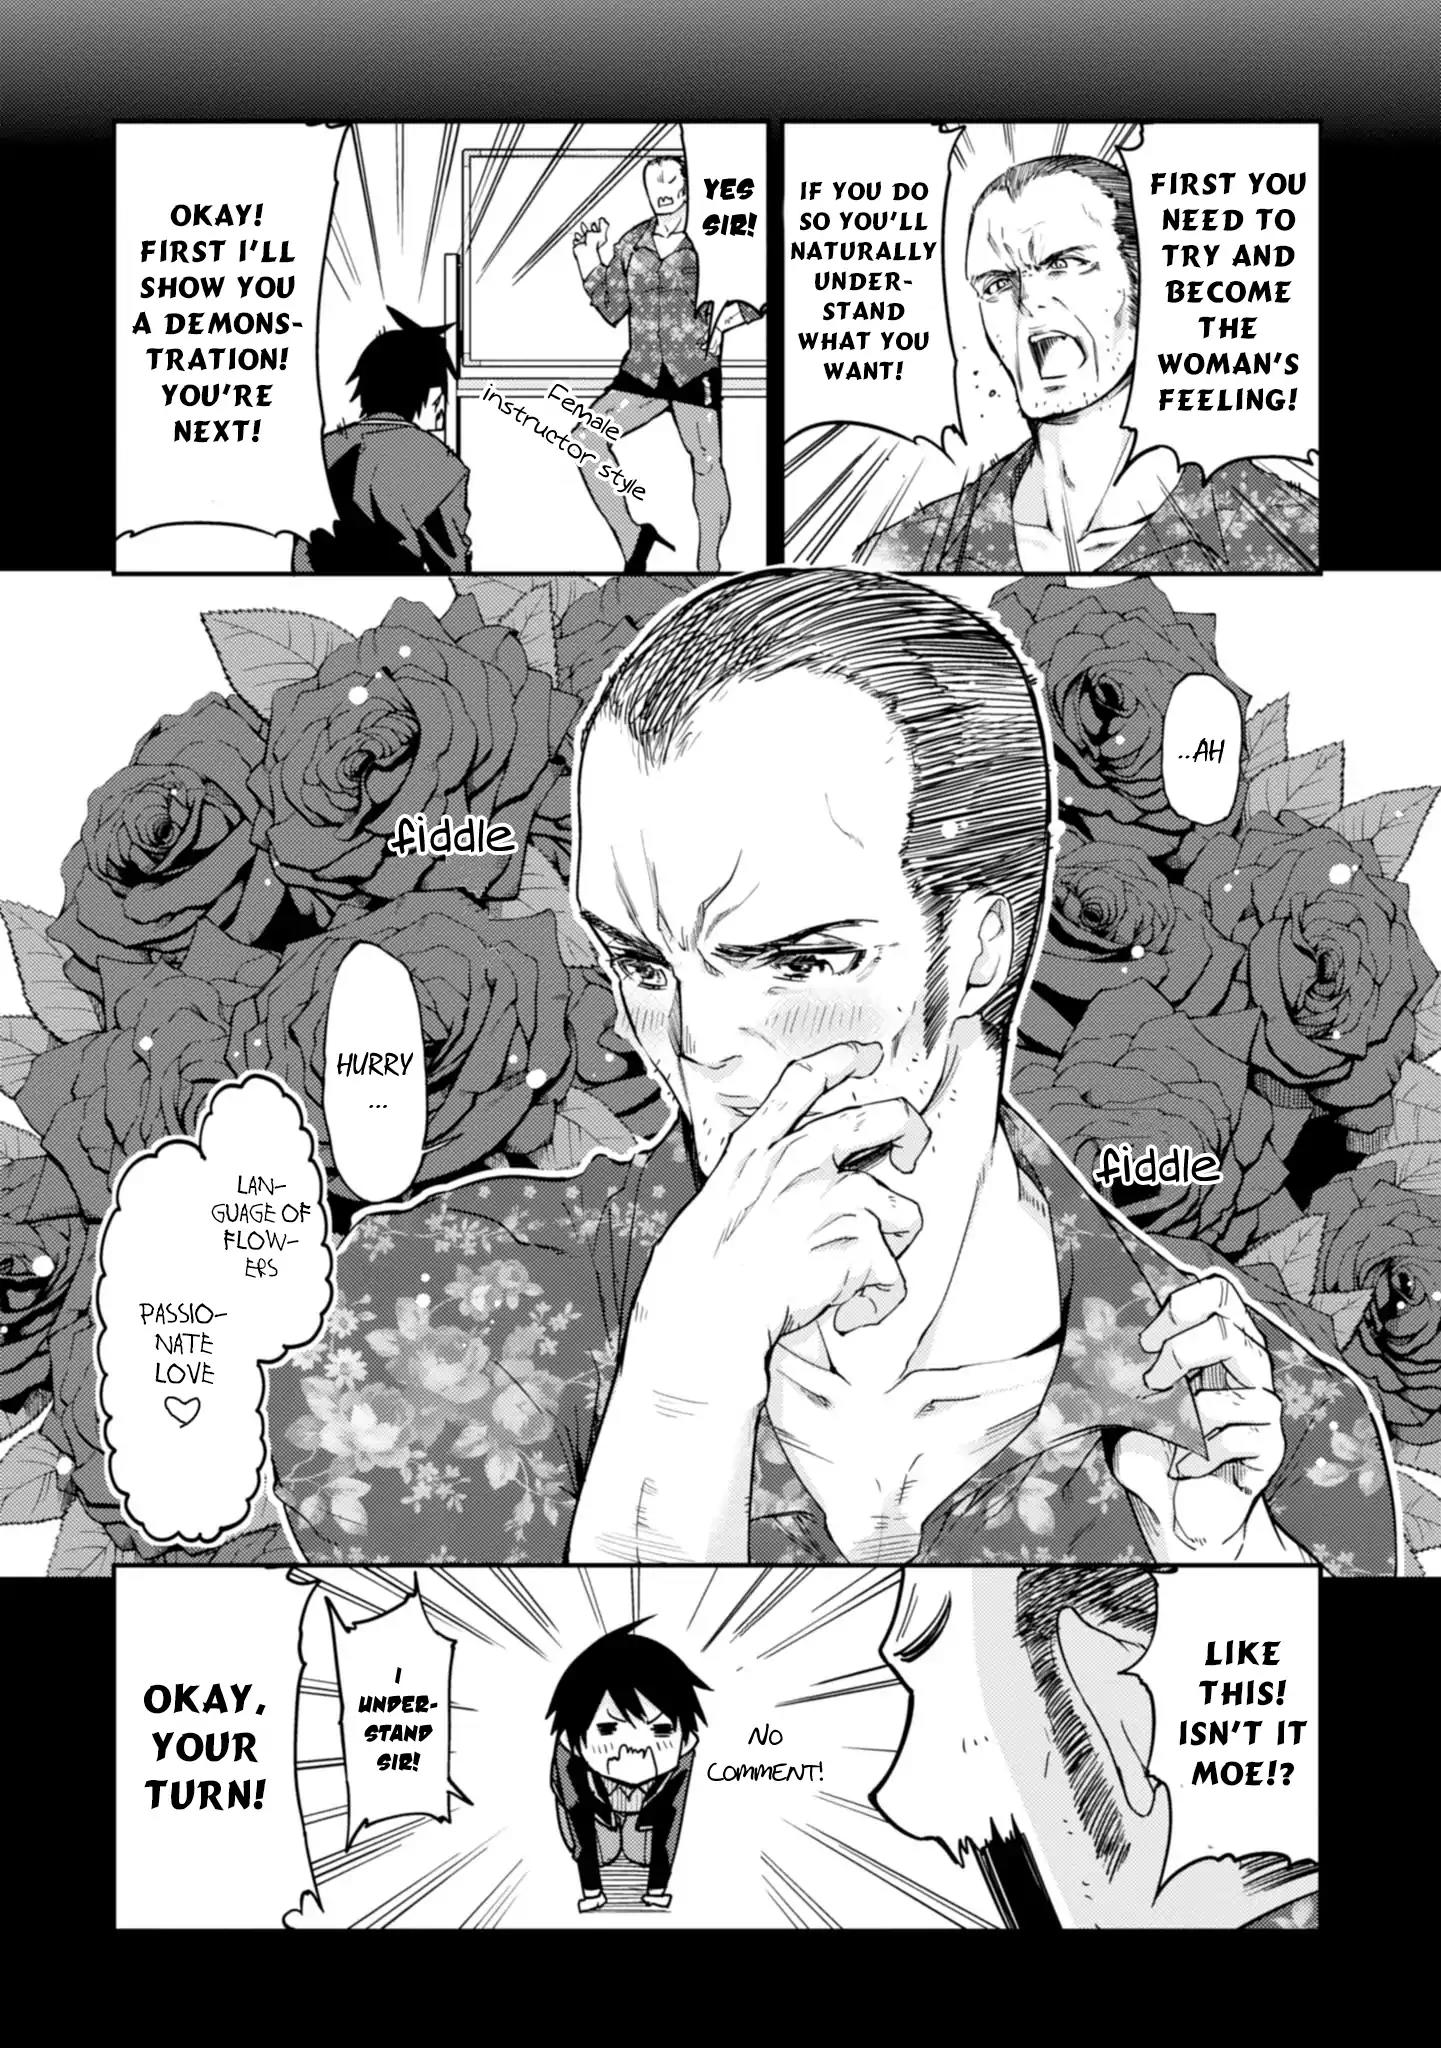 FIRST YOU
NEED TO
TRY AND
BECOME
THE
WOMAN'S
FEELING!
IF YOU DO
SO YOU'LL
NATURALLY
UNDER-
STAND
WHAT YOU
WANT!
YES
SIR!
Female
instructor style
OKAY!
FIRST I'LL
SHOW YOU
A DEMONS-
TRATION!
YOU'RE
NEXT!
..AH
fiddle
HURRY
...
fiddle
LAN-
GUAGE OF
FLOW-
ERS
PASSIO-
NATE
LOVE
♡
LIKE
THIS!
ISN'T IT
MOE!?
NO
COMMENT!
I
UNDER-
STAND
SIR!
OKAY,
YOUR
TURN!